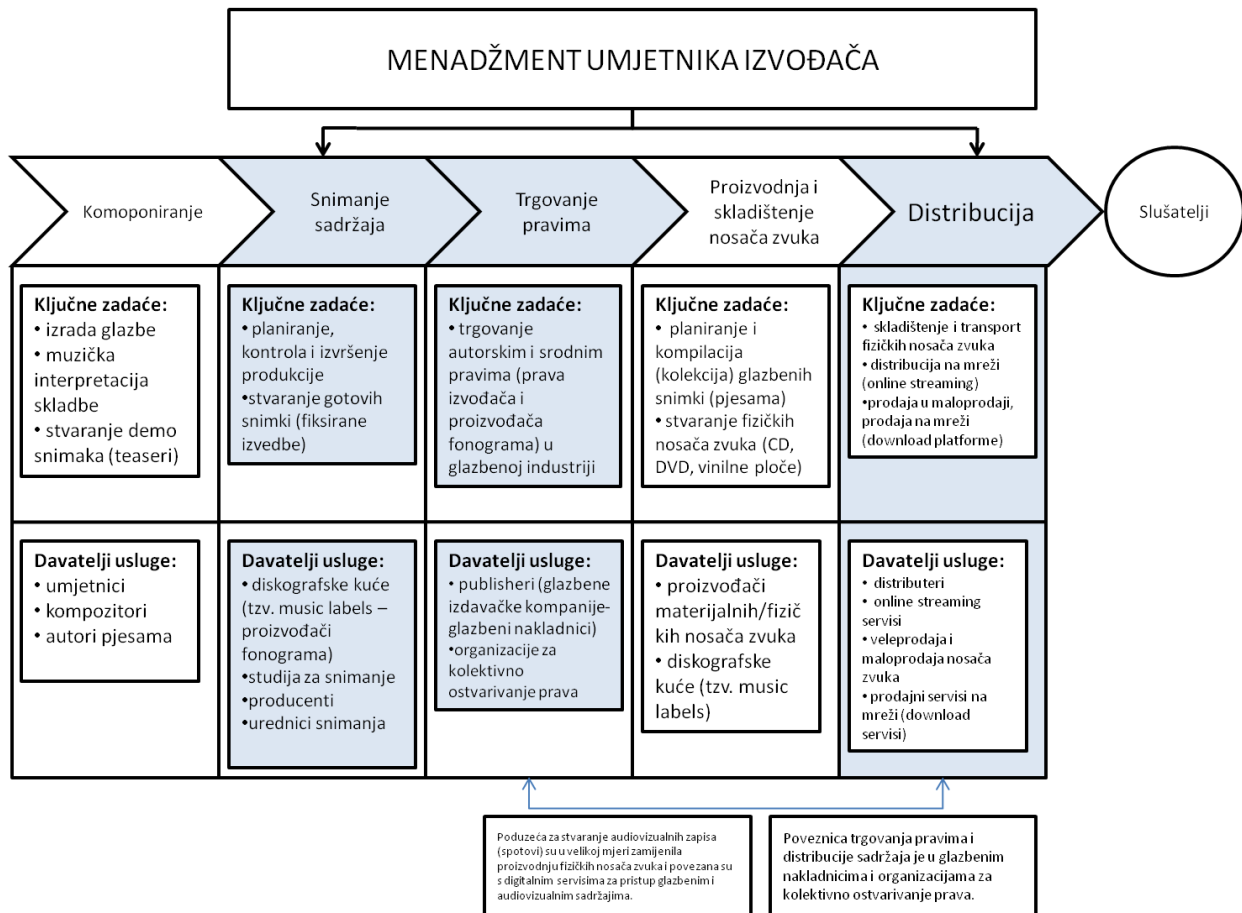 MENADŽMENT UMJETNIKA IZVOĐAČA
Komoponiranje
Snimanje
sadržaja
Trgovanje
pravima
Proizvodnja i
skladištenje
nosača zvuka
Distribucija
Slušatelji
Ključne zadaće:
• izrada glazbe
• muzička
interpretacija
skladbe
• stvaranje demo
snimaka (teaseri)
Ključne zadaće:
• planiranje,
kontrola i izvršenje
produkcije
•stvaranje gotovih
snimki (fiksirane
izvedbe)
Ključne zadaće:
• trgovanje
autorskim i srodnim
pravima (prava
izvođača i
proizvođača
fonograma) u
glazbenoj industriji
Ključne zadaće:
• planiranje i
kompilacija
(kolekcija) glazbenih
snimki (pjesama)
• stvaranje fizičkih
nosača zvuka (CD,
DVD, vinilne ploče)
Ključne zadaće:
• skladištenje i transport
fizičkih nosača zvuka
• distribucija na mreži
(online streaming)
•prodaja u maloprodaji,
prodaja na mreži
(download platforme)
Davatelji usluge:
• umjetnici
• kompozitori
• autori pjesama
Davatelji usluge:
• diskografske kuće
(tzv. music labels –
proizvođači
fonograma)
•studija za snimanje
•producenti
•urednici snimanja
Davatelji usluge:
• publisheri (glazbene
izdavačke kompanije-
glazbeni nakladnici)
•organizacije za
kolektivno
ostvarivanje prava
Davatelji usluge:
• proizvođači
materijalnih/fizič
kih nosača zvuka
• diskografske
kuće (tzv. music
labels)
Davatelji usluge:
• distributeri
• online streaming
servisi
• veleprodaja i
maloprodaja nosača
zvuka
• prodajni servisi na
mreži (download
servisi)
Poduzeća za stvaranje audiovizualnih zapisa
(spotovi) su u velikoj mjeri zamijenila
proizvodnju fizičkih nosača zvuka i povezana su
s digitalnim servisima za pristup glazbenim i
audiovizualnim sadržajima.
Poveznica trgovanja pravima i
distribucije sadržaja je u glazbenim
nakladnicima i organizacijama za
kolektivno ostvarivanje prava.